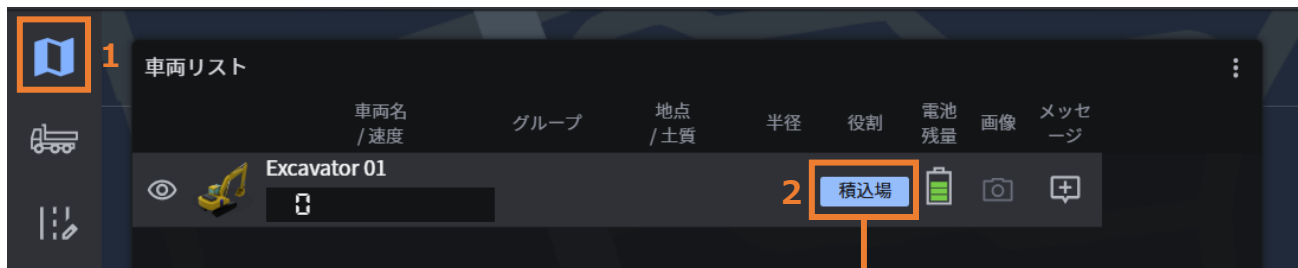 1
車両リスト
車両名
/ 速度
グループ
地点
/ 土質
半径
役割
電池
残量
画像
メッセ
ージ
Excavator 01
0
2
積込場